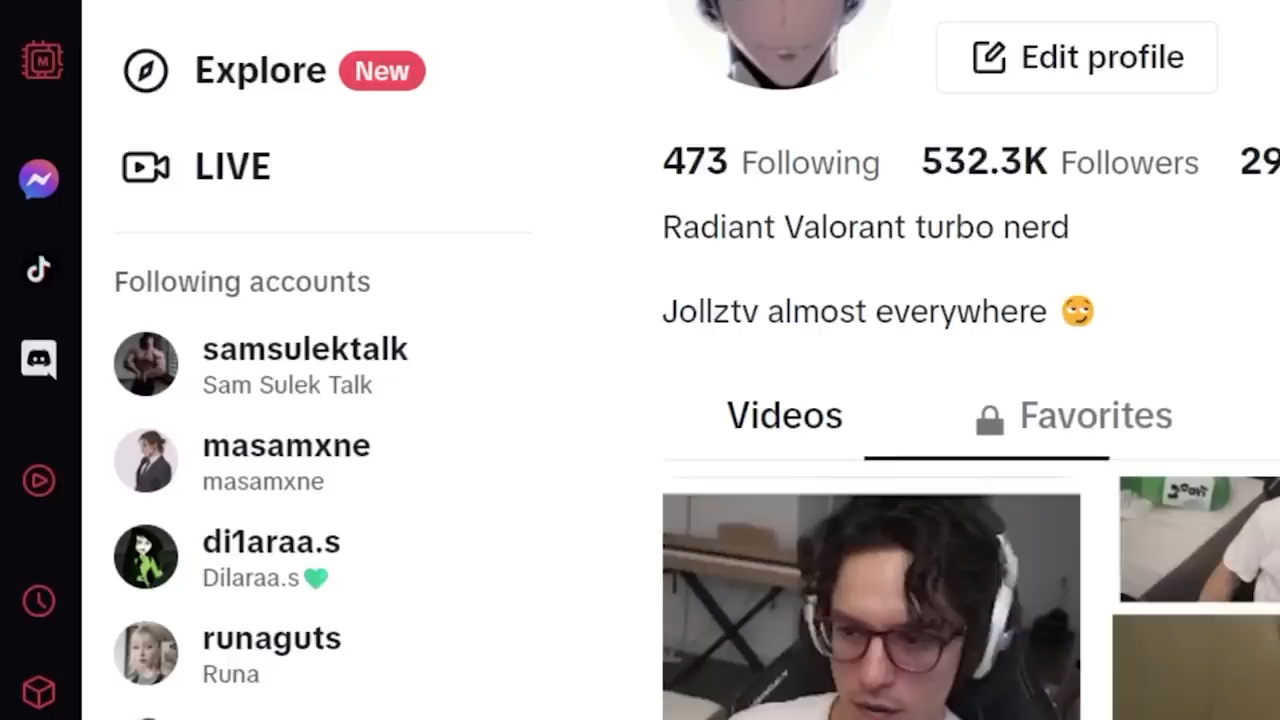 M
Explore New
LIVE
Following accounts
samsulektalk
Sam Sulek Talk
masamxne
masamxne
di1araa.s
Dilaraa.s💚
runaguts
Runa
Edit profile
473 Following 532.3K Followers 29
Radiant Valorant turbo nerd
Jollztv almost everywhere 😏
Videos Favorites